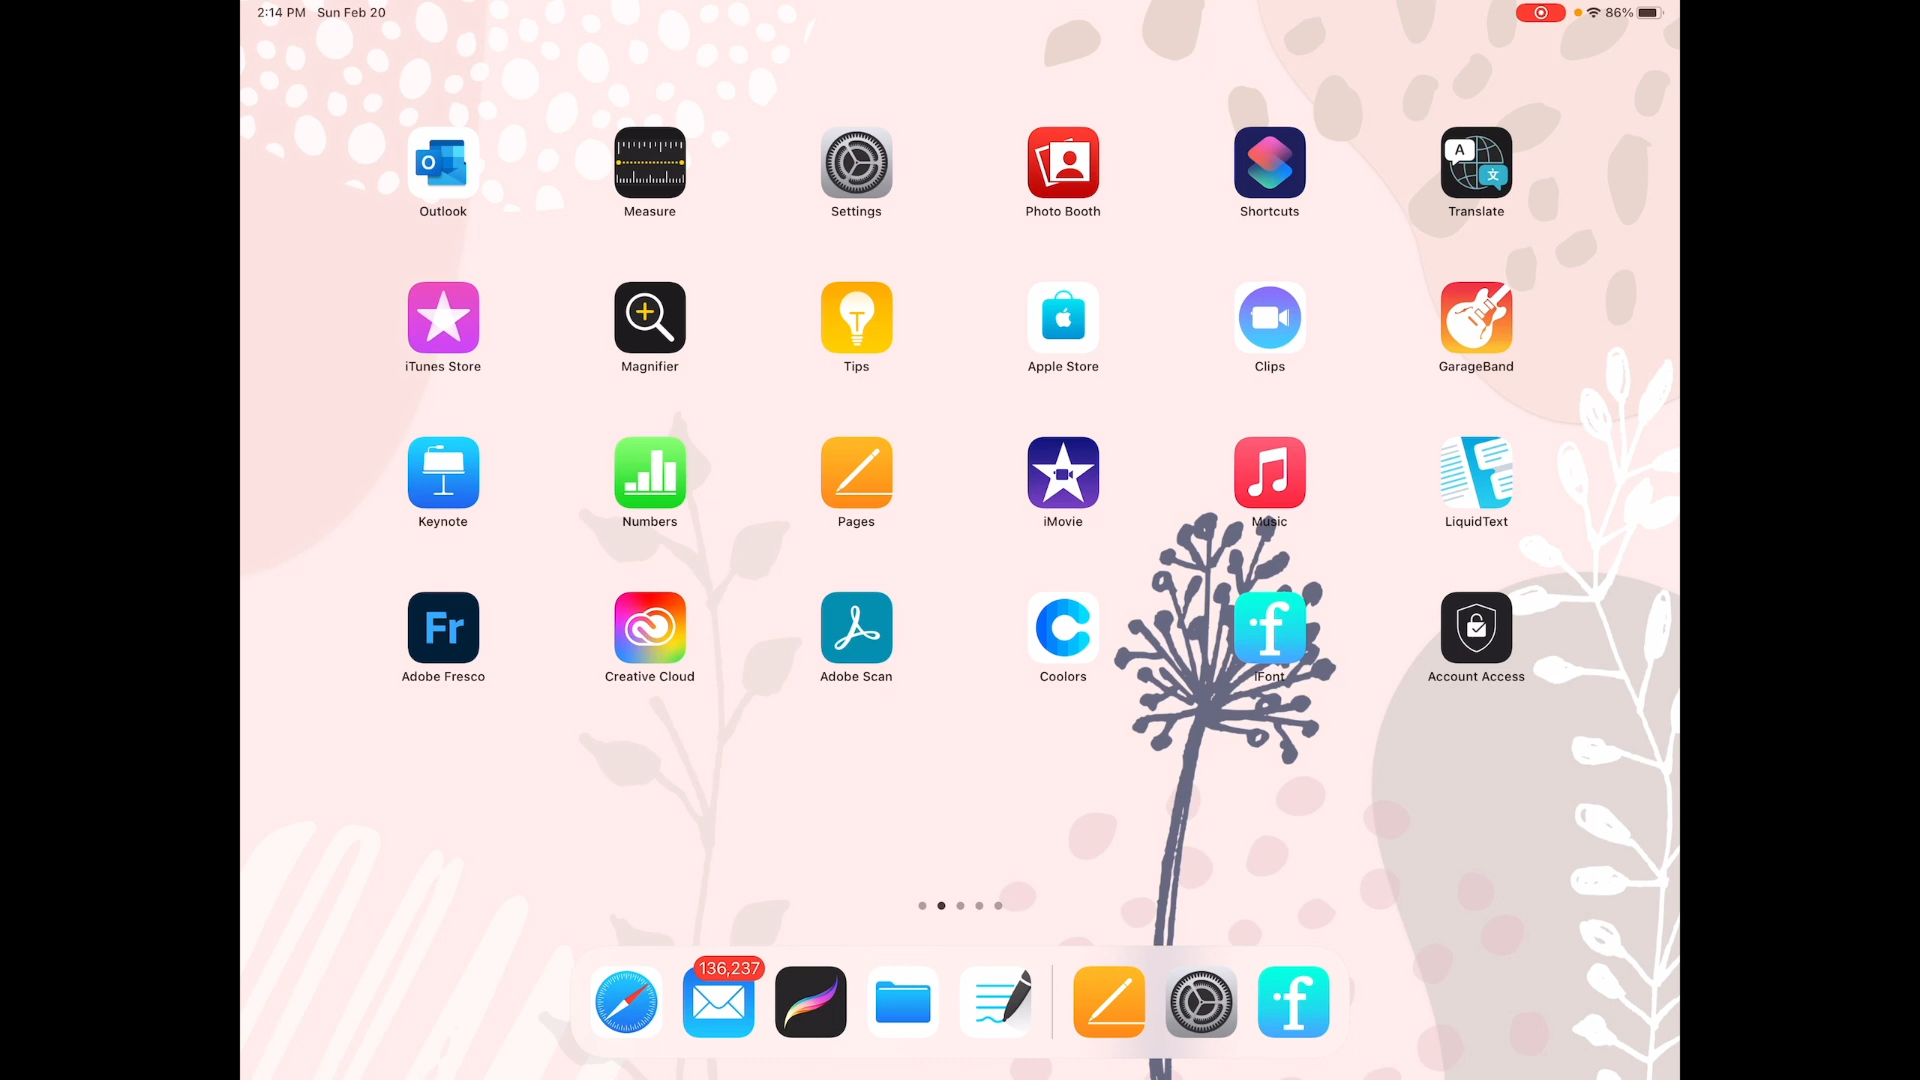 2:14 PM Sun Feb 20 86%
Outlook Measure Settings Photo Booth Shortcuts Translate
iTunes Store Magnifier Tips Apple Store Clips GarageBand
Keynote Numbers Pages iMovie Music LiquidText
Fr
Adobe Fresco Creative Cloud Adobe Scan Coolors iFont Account Access
136,237